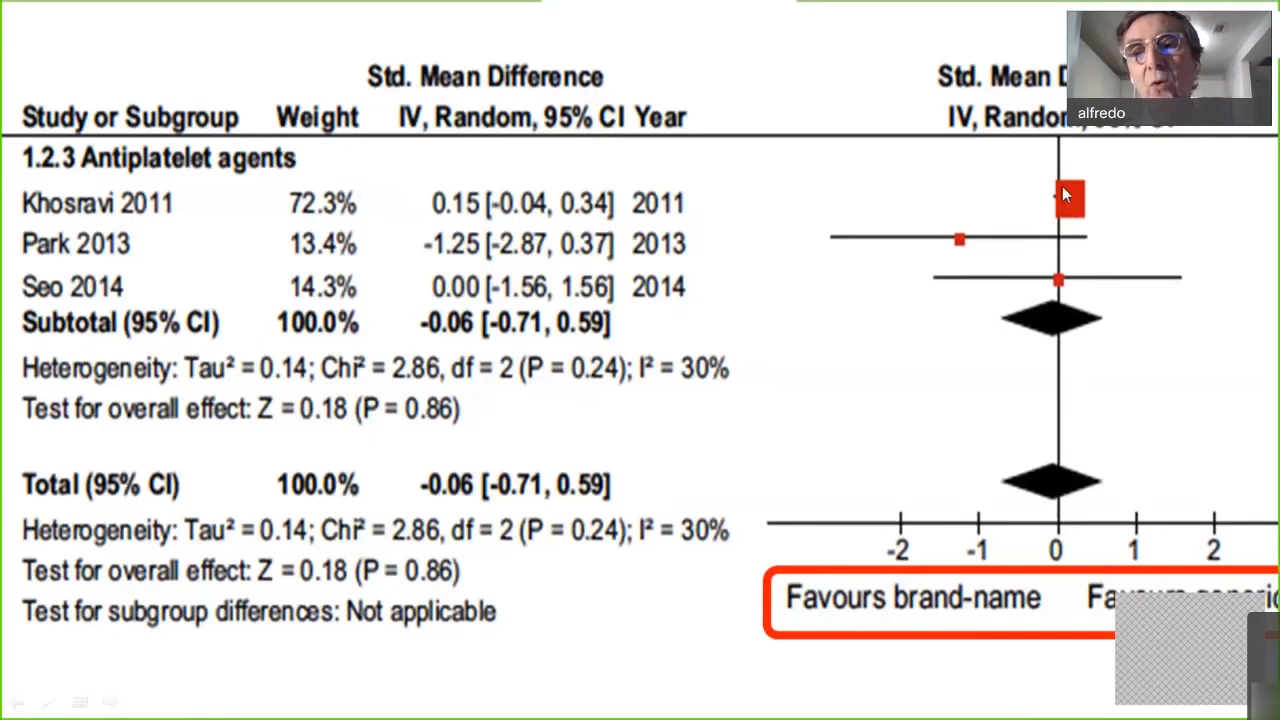 Std. Mean Difference
Study or Subgroup Weight IV, Random, 95% CI Year
1.2.3 Antiplatelet agents
Khosravi 2011 72.3% 0.15 [-0.04, 0.34] 2011
Park 2013 13.4% -1.25 [-2.87, 0.37] 2013
Seo 2014 14.3% 0.00 [-1.56, 1.56] 2014
Subtotal (95% CI) 100.0% -0.06 [-0.71, 0.59]
Heterogeneity: Tau² = 0.14; Chi² = 2.86, df = 2 (P = 0.24); I² = 30%
Test for overall effect: Z = 0.18 (P = 0.86)
Total (95% CI) 100.0% -0.06 [-0.71, 0.59]
Heterogeneity: Tau² = 0.14; Chi² = 2.86, df = 2 (P = 0.24); I² = 30%
Test for overall effect: Z = 0.18 (P = 0.86)
Test for subgroup differences: Not applicable
Std. Mean
IV, Random,
alfredo
-2 -1 0 1 2
Favours brand-name